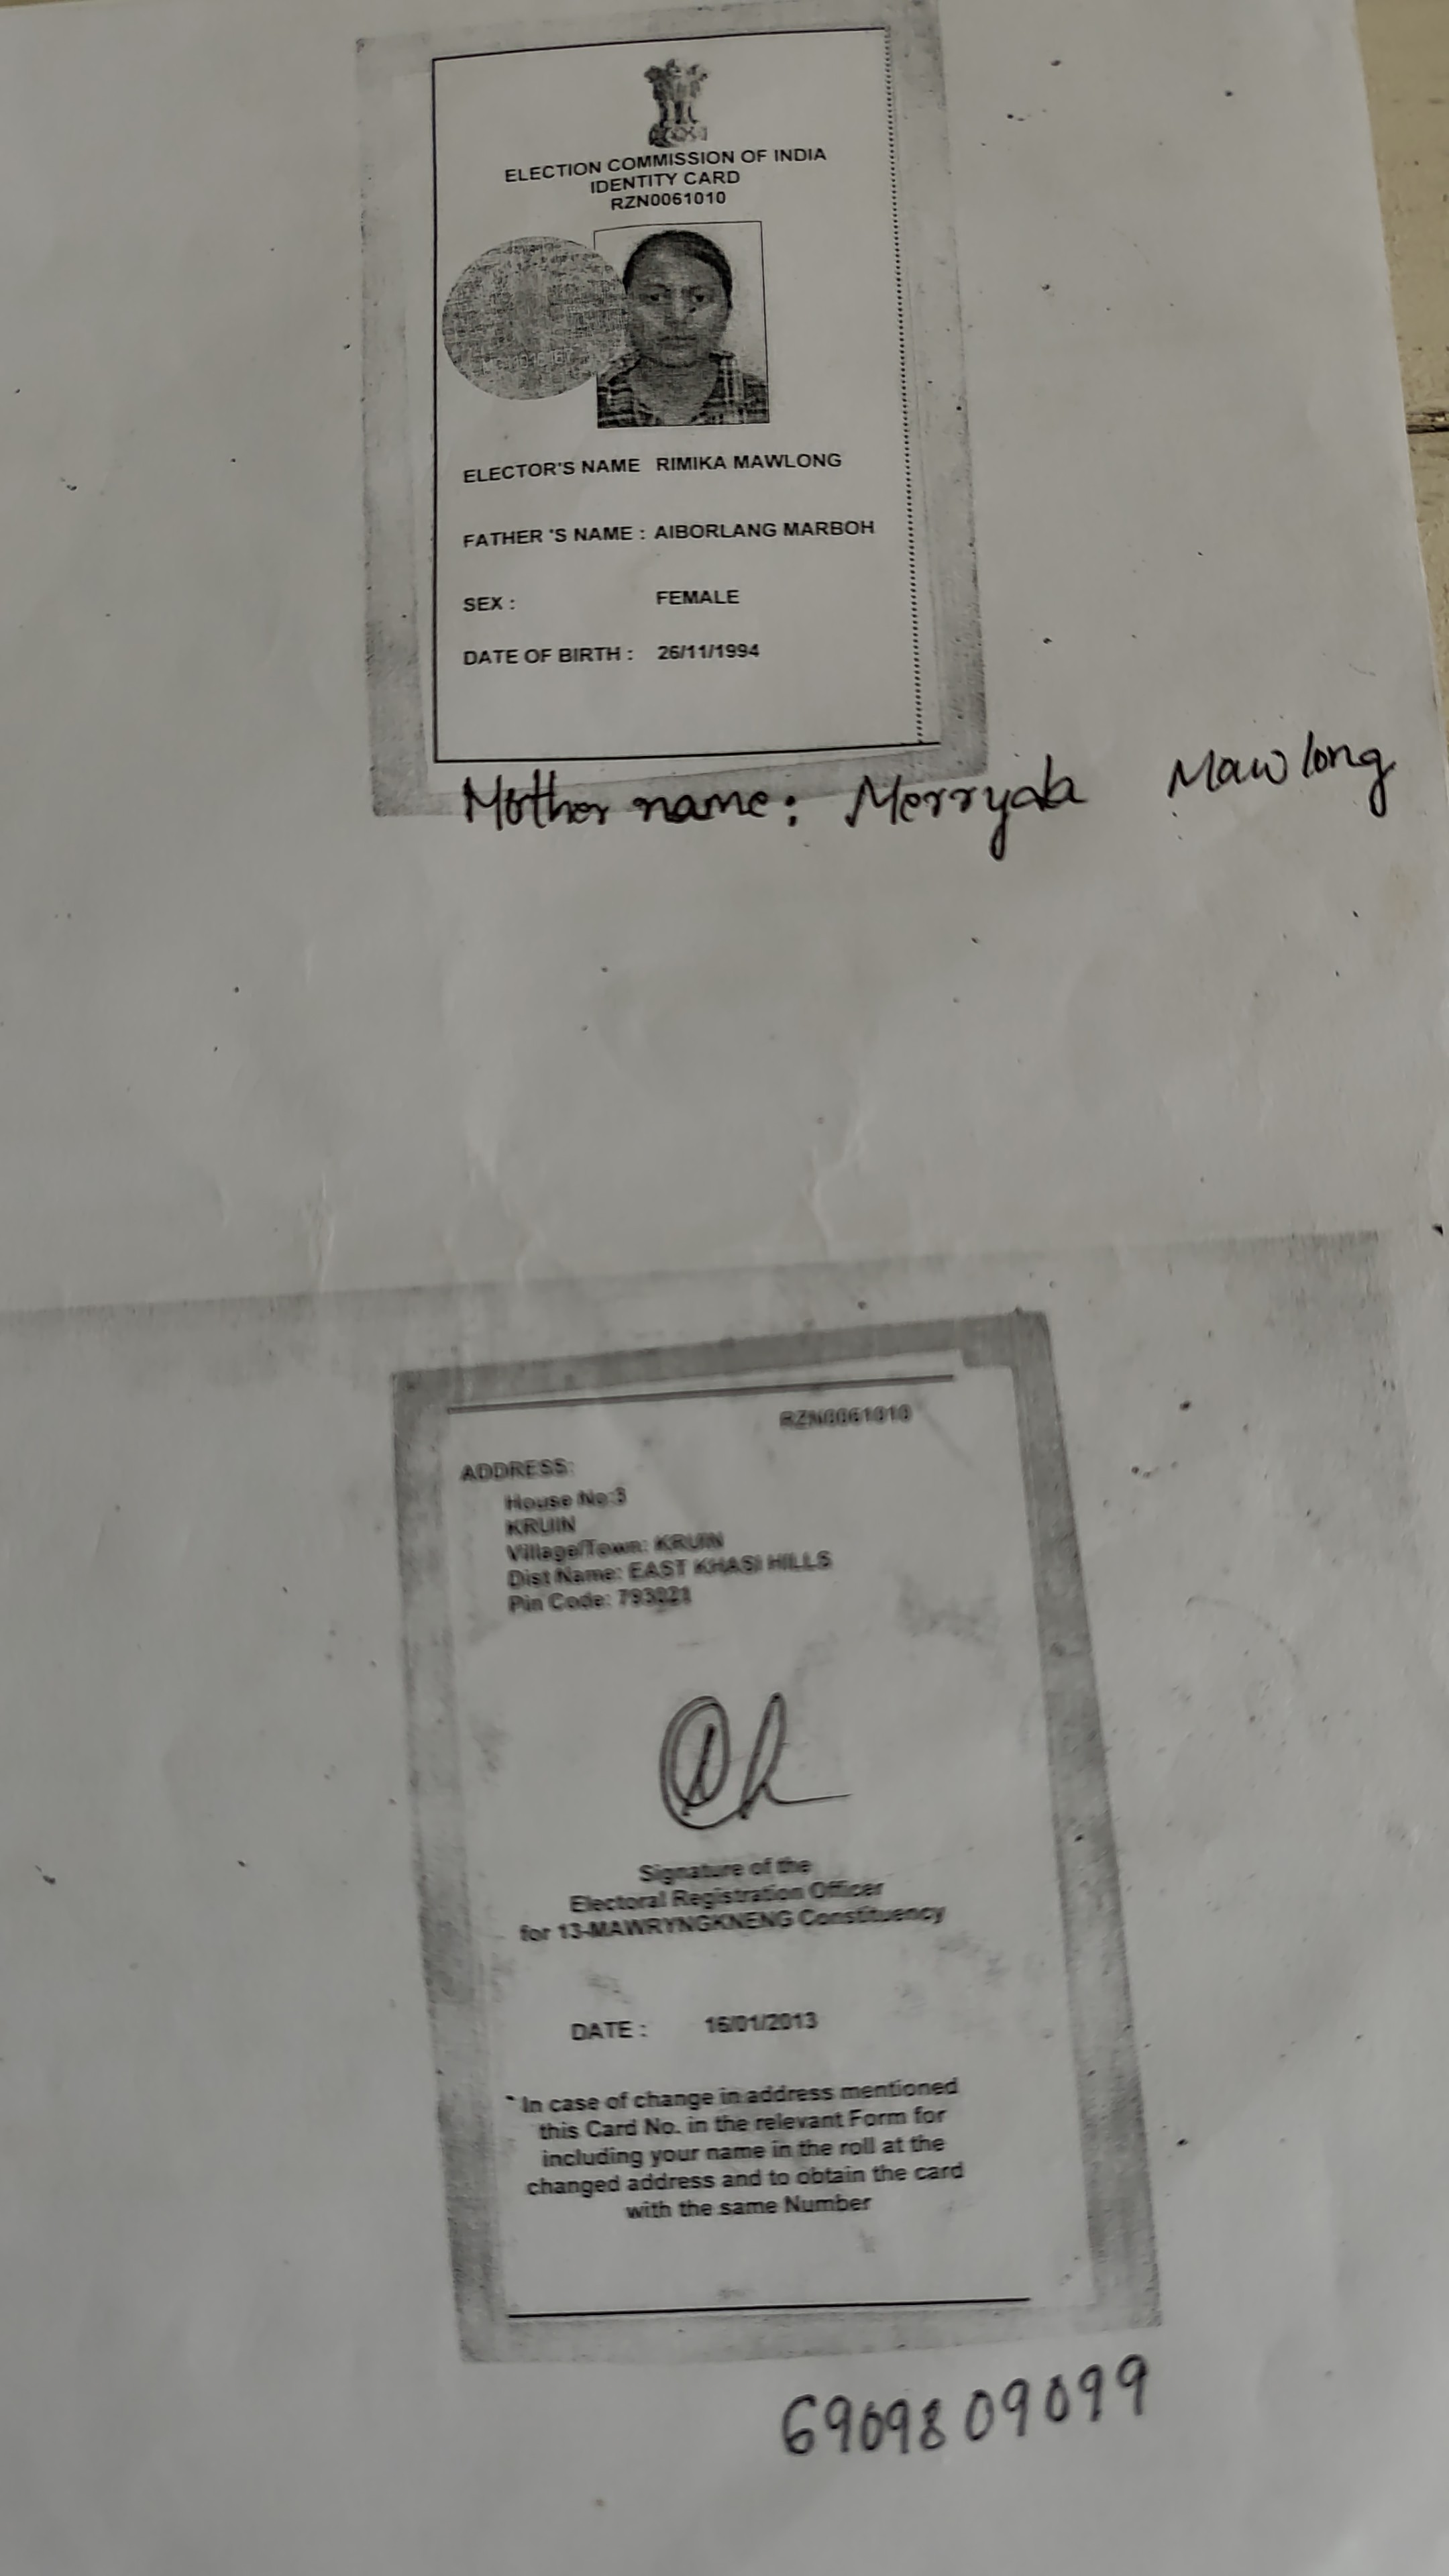 ELECTION COMMISSION OF INDIA
IDENTITY CARD
RZN0061010
ELECTOR'S NAME RIMIKA MAWLONG
FATHER 'S NAME : AIBORLANG MARBOH
SEX : FEMALE
DATE OF BIRTH : 26/11/1994
Mother name: Merryda Mawlong
RZN0061010
ADDRESS:
House No:3
KRUIN
Village/Town: KRUIN
Dist Name: EAST KHASI HILLS
Pin Code: 793021
Signature of the
Electoral Registration Officer
for 13-MAWRYNGKNENG Constituency
DATE : 16/01/2013
* In case of change in address mentioned
this Card No. in the relevant Form for
including your name in the roll at the
changed address and to obtain the card
with the same Number
6909809099